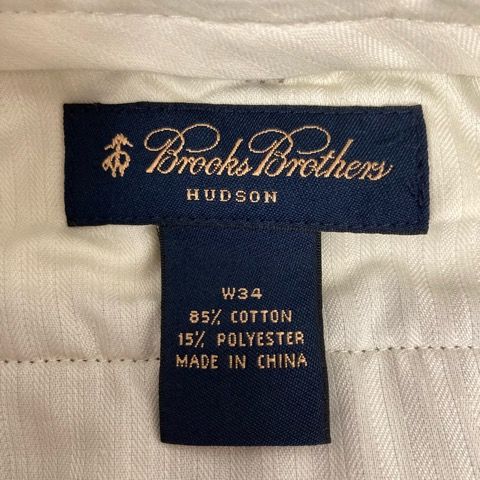 Brooks Brothers
HUDSON
W34
85% COTTON
15% POLYESTER
MADE IN CHINA